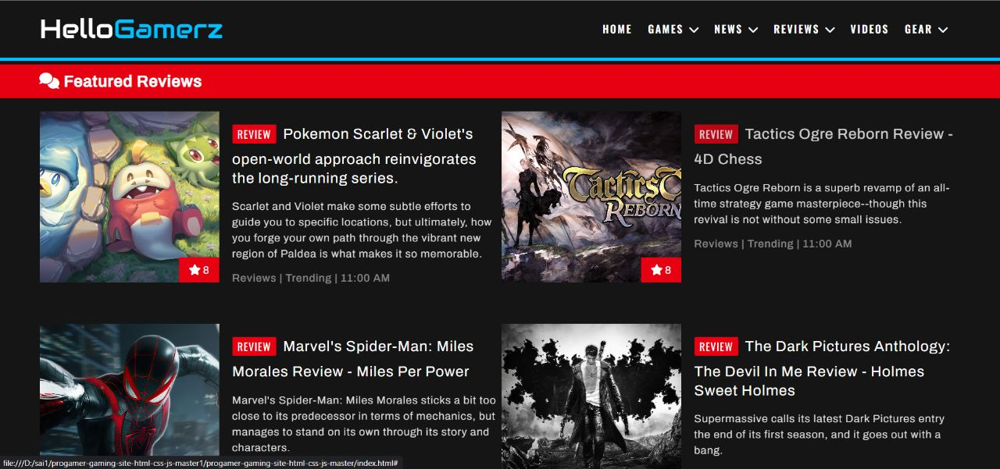 HelloGamerz
HOME GAMES NEWS REVIEWS VIDEOS GEAR
Featured Reviews
REVIEW Pokemon Scarlet & Violet's
open-world approach reinvigorates
the long-running series.
Scarlet and Violet make some subtle efforts to
guide you to specific locations, but ultimately, how
you forge your own path through the vibrant new
region of Paldea is what makes it so memorable.
Reviews | Trending | 11:00 AM
8
Tactics O
REBORN
REVIEW Tactics Ogre Reborn Review -
4D Chess
Tactics Ogre Reborn is a superb revamp of an all-
time strategy game masterpiece--though this
revival is not without some small issues.
Reviews | Trending | 11:00 AM
8
REVIEW Marvel's Spider-Man: Miles
Morales Review - Miles Per Power
Marvel's Spider-Man: Miles Morales sticks a bit too
close to its predecessor in terms of mechanics, but
manages to stand on its own through its story and
characters.
REVIEW The Dark Pictures Anthology:
The Devil In Me Review - Holmes
Sweet Holmes
Supermassive calls its latest Dark Pictures entry
the end of its first season, and it goes out with a
bang.
file:///D:/sai1/progamer-gaming-site-html-css-js-master1/progamer-gaming-site-html-css-js-master/index.html#